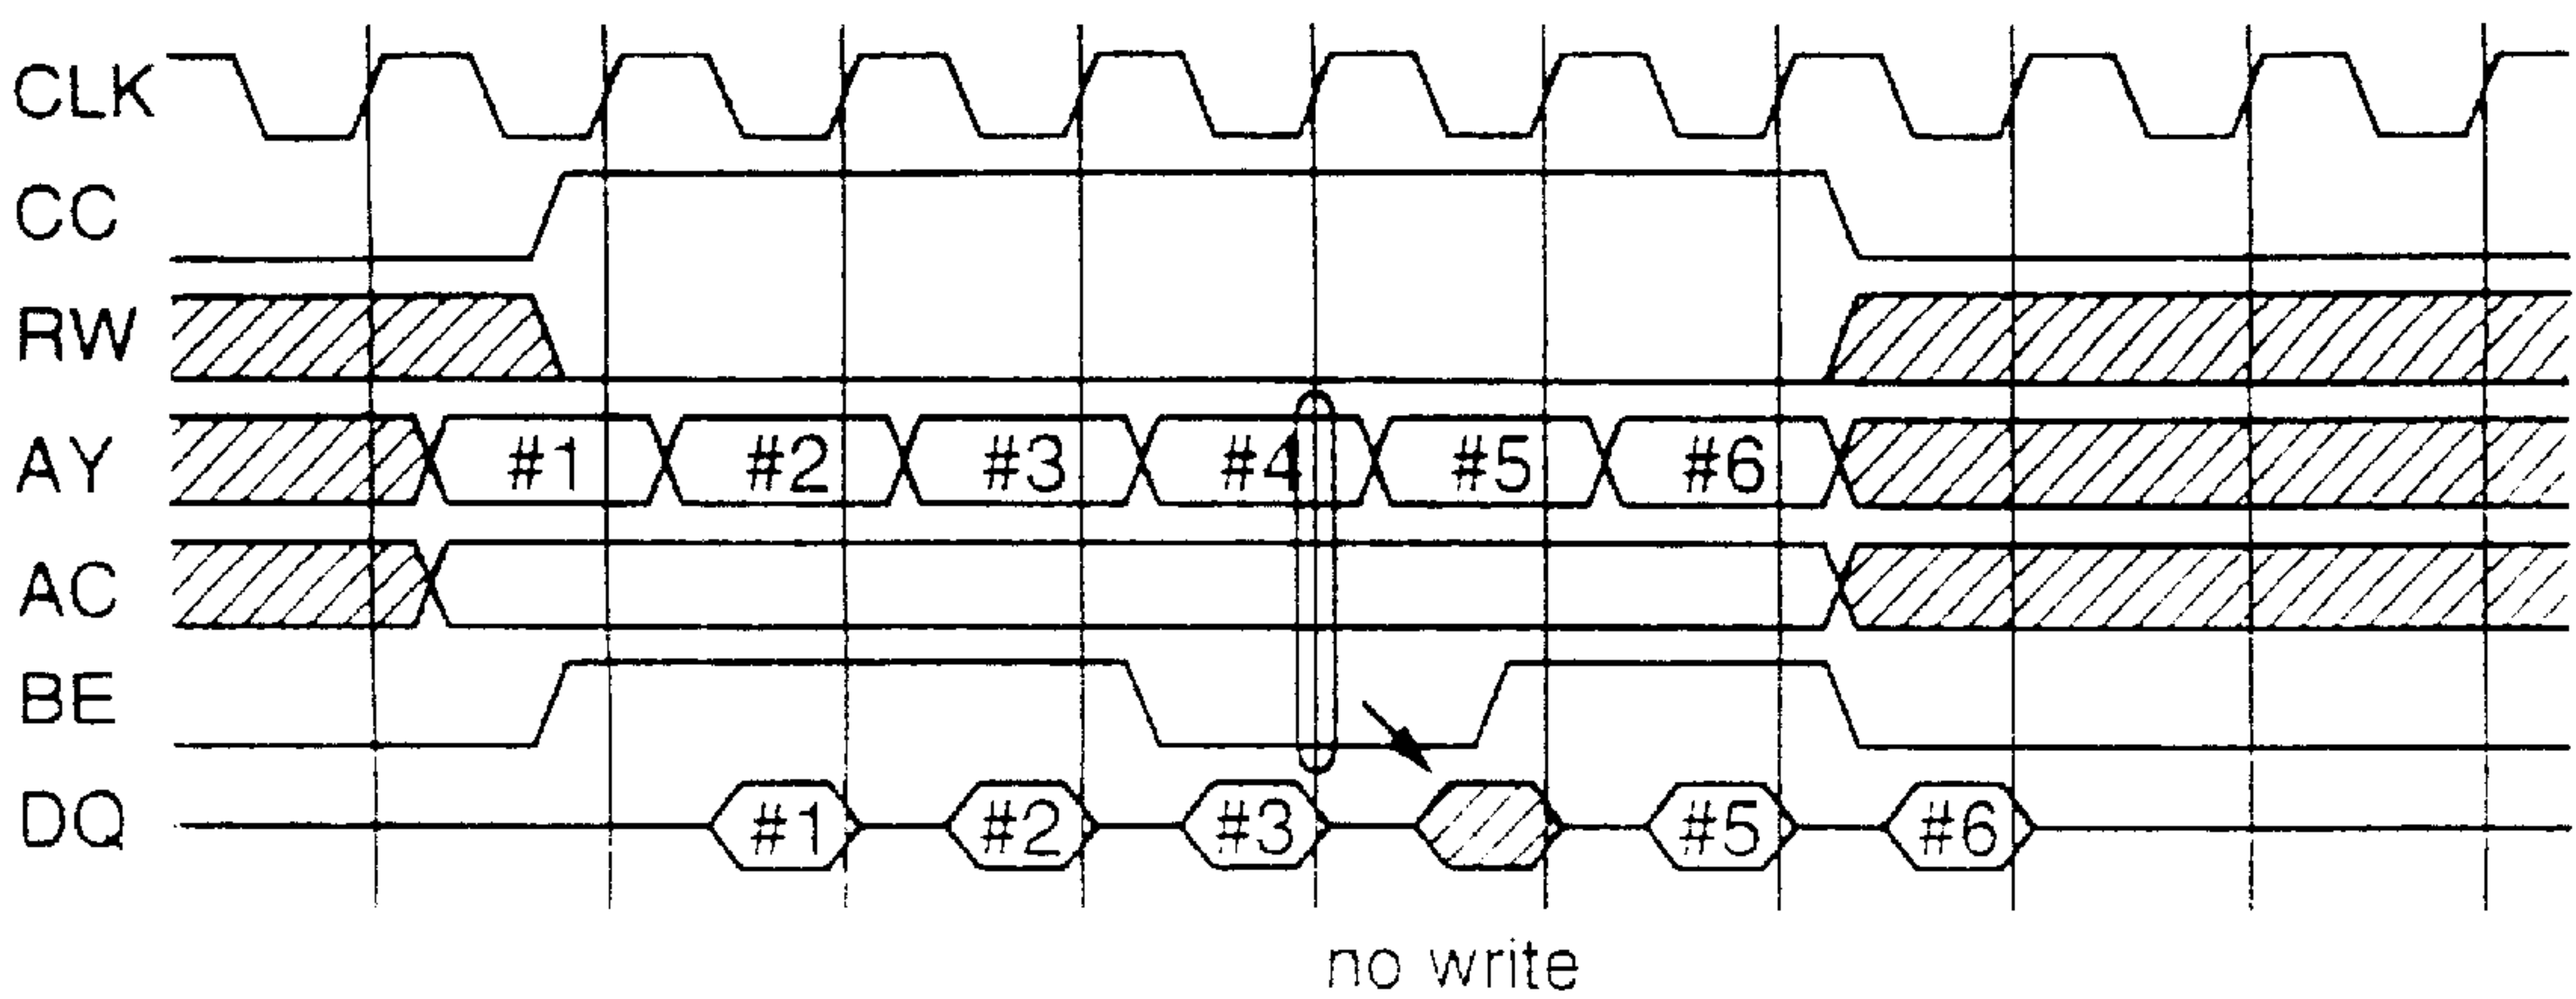 CLK
CC
RW
AY #1 #2 #3 #4 #5 #6
AC
BE
DQ #1 #2 #3 #5 #6
no write